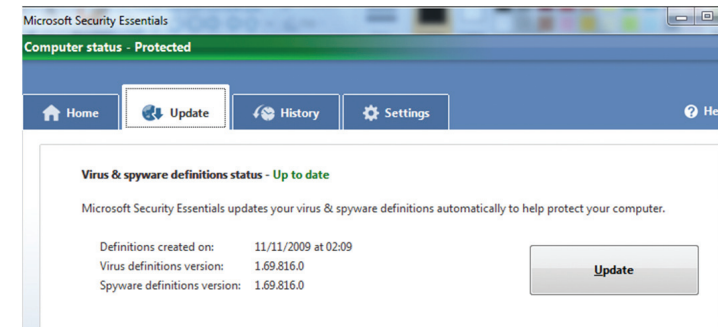 Microsoft Security Essentials
Computer status - Protected
Home Update History Settings He
Virus & spyware definitions status - Up to date
Microsoft Security Essentials updates your virus & spyware definitions automatically to help protect your computer.
Definitions created on: 11/11/2009 at 02:09
Virus definitions version: 1.69.816.0
Spyware definitions version: 1.69.816.0
Update